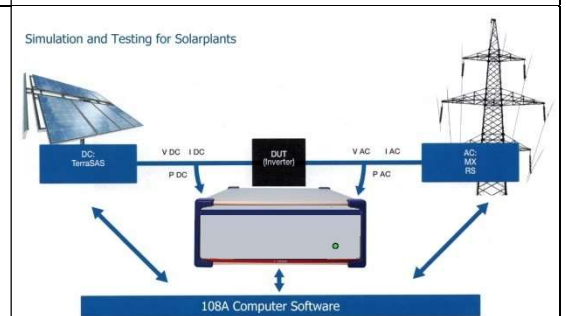 Simulation and Testing for Solarplants
DC:
TerraSAS
V DC I DC
P DC
DUT
(Inverter)
V AC I AC
P AC
AC:
MX
RS
108A Computer Software